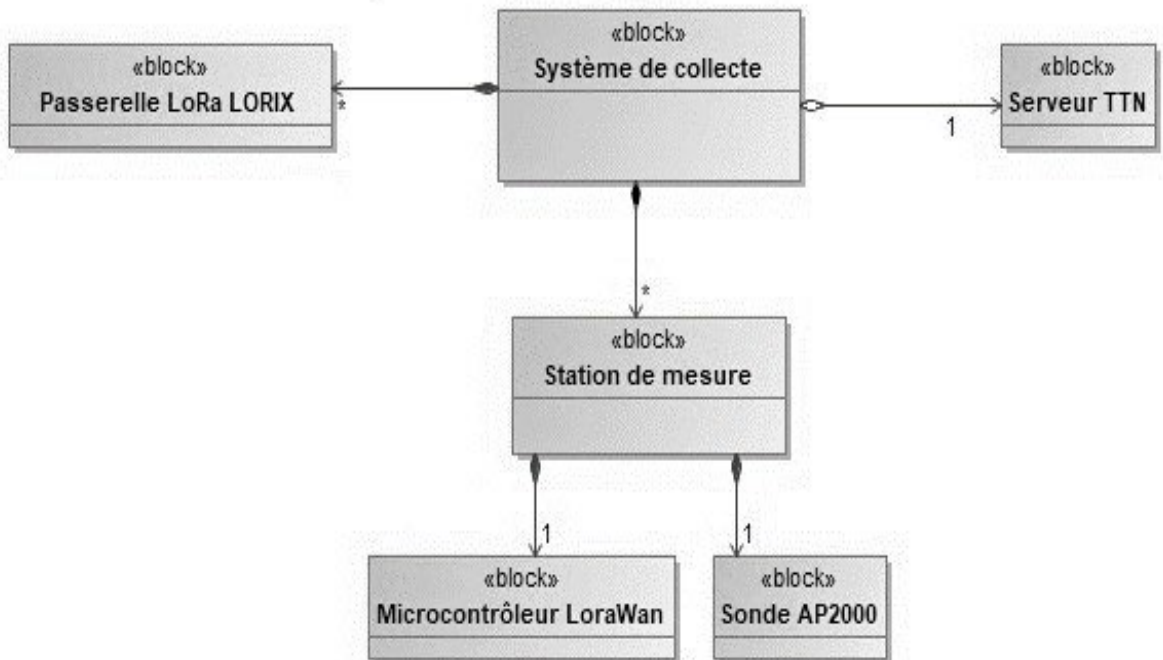 «block»
Système de collecte
«block»
Passerelle LoRa LORIX
*
«block»
Serveur TTN
1
*
«block»
Station de mesure
1
1
«block»
Microcontrôleur LoraWan
«block»
Sonde AP2000